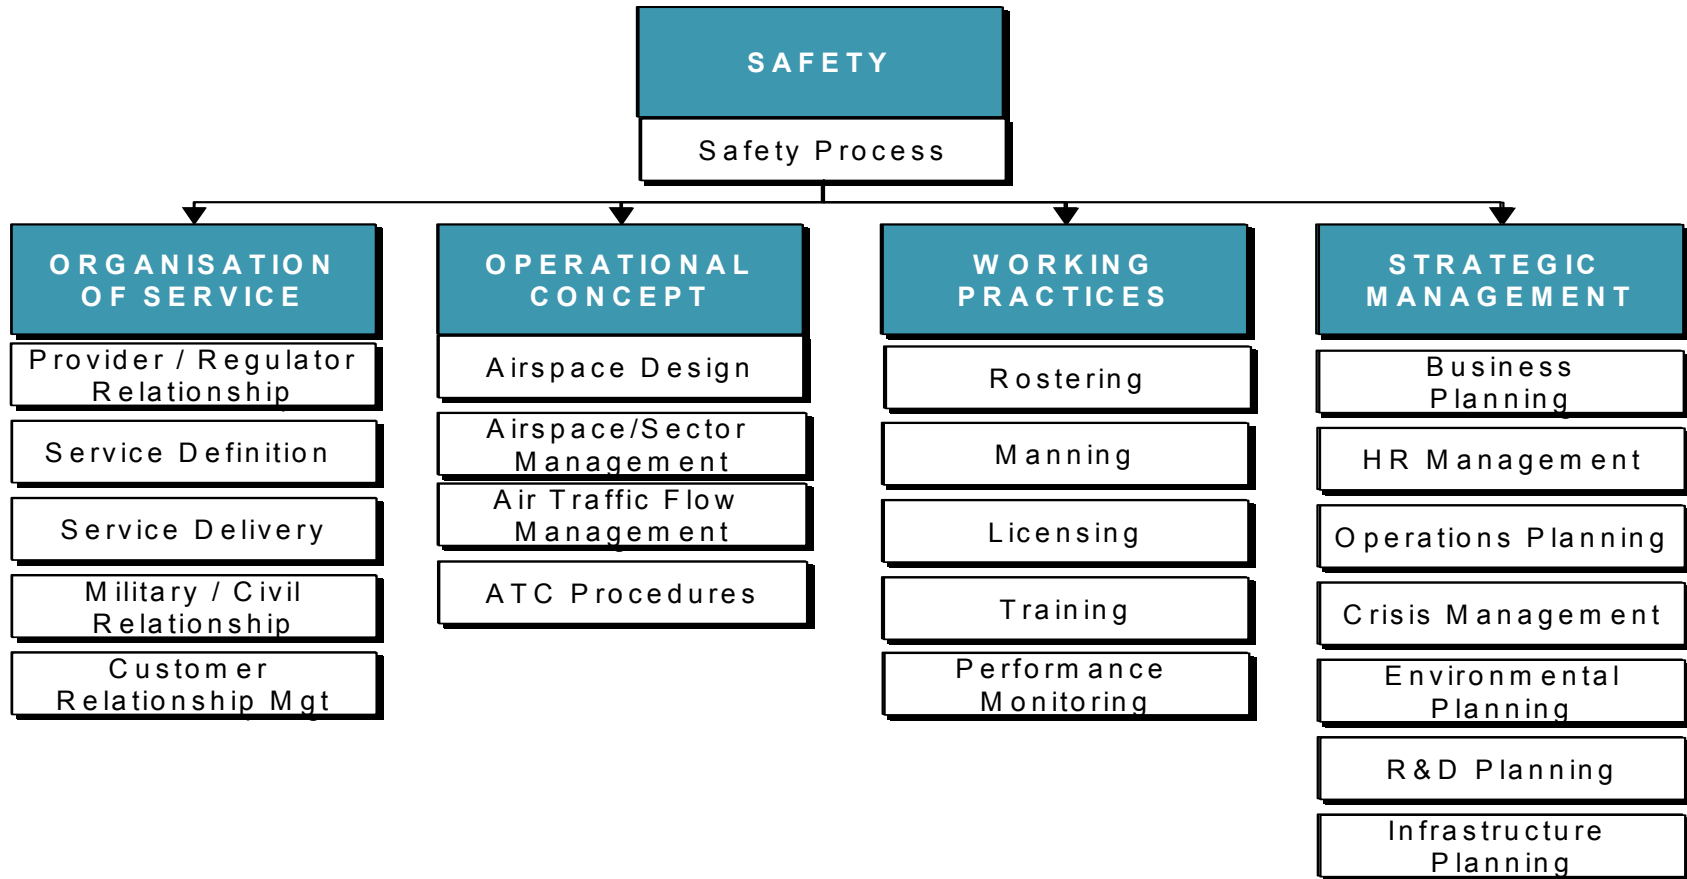 SAFETY
Safety Process
ORGANISATION
OF SERVICE
Provider / Regulator
Relationship
Service Definition
Service Delivery
Military / Civil
Relationship
Customer
Relationship Mgt
OPERATIONAL
CONCEPT
Airspace Design
Airspace/Sector
Management
Air Traffic Flow
Management
ATC Procedures
WORKING
PRACTICES
Rostering
Manning
Licensing
Training
Performance
Monitoring
STRATEGIC
MANAGEMENT
Business
Planning
HR Management
Operations Planning
Crisis Management
Environmental
Planning
R&D Planning
Infrastructure
Planning